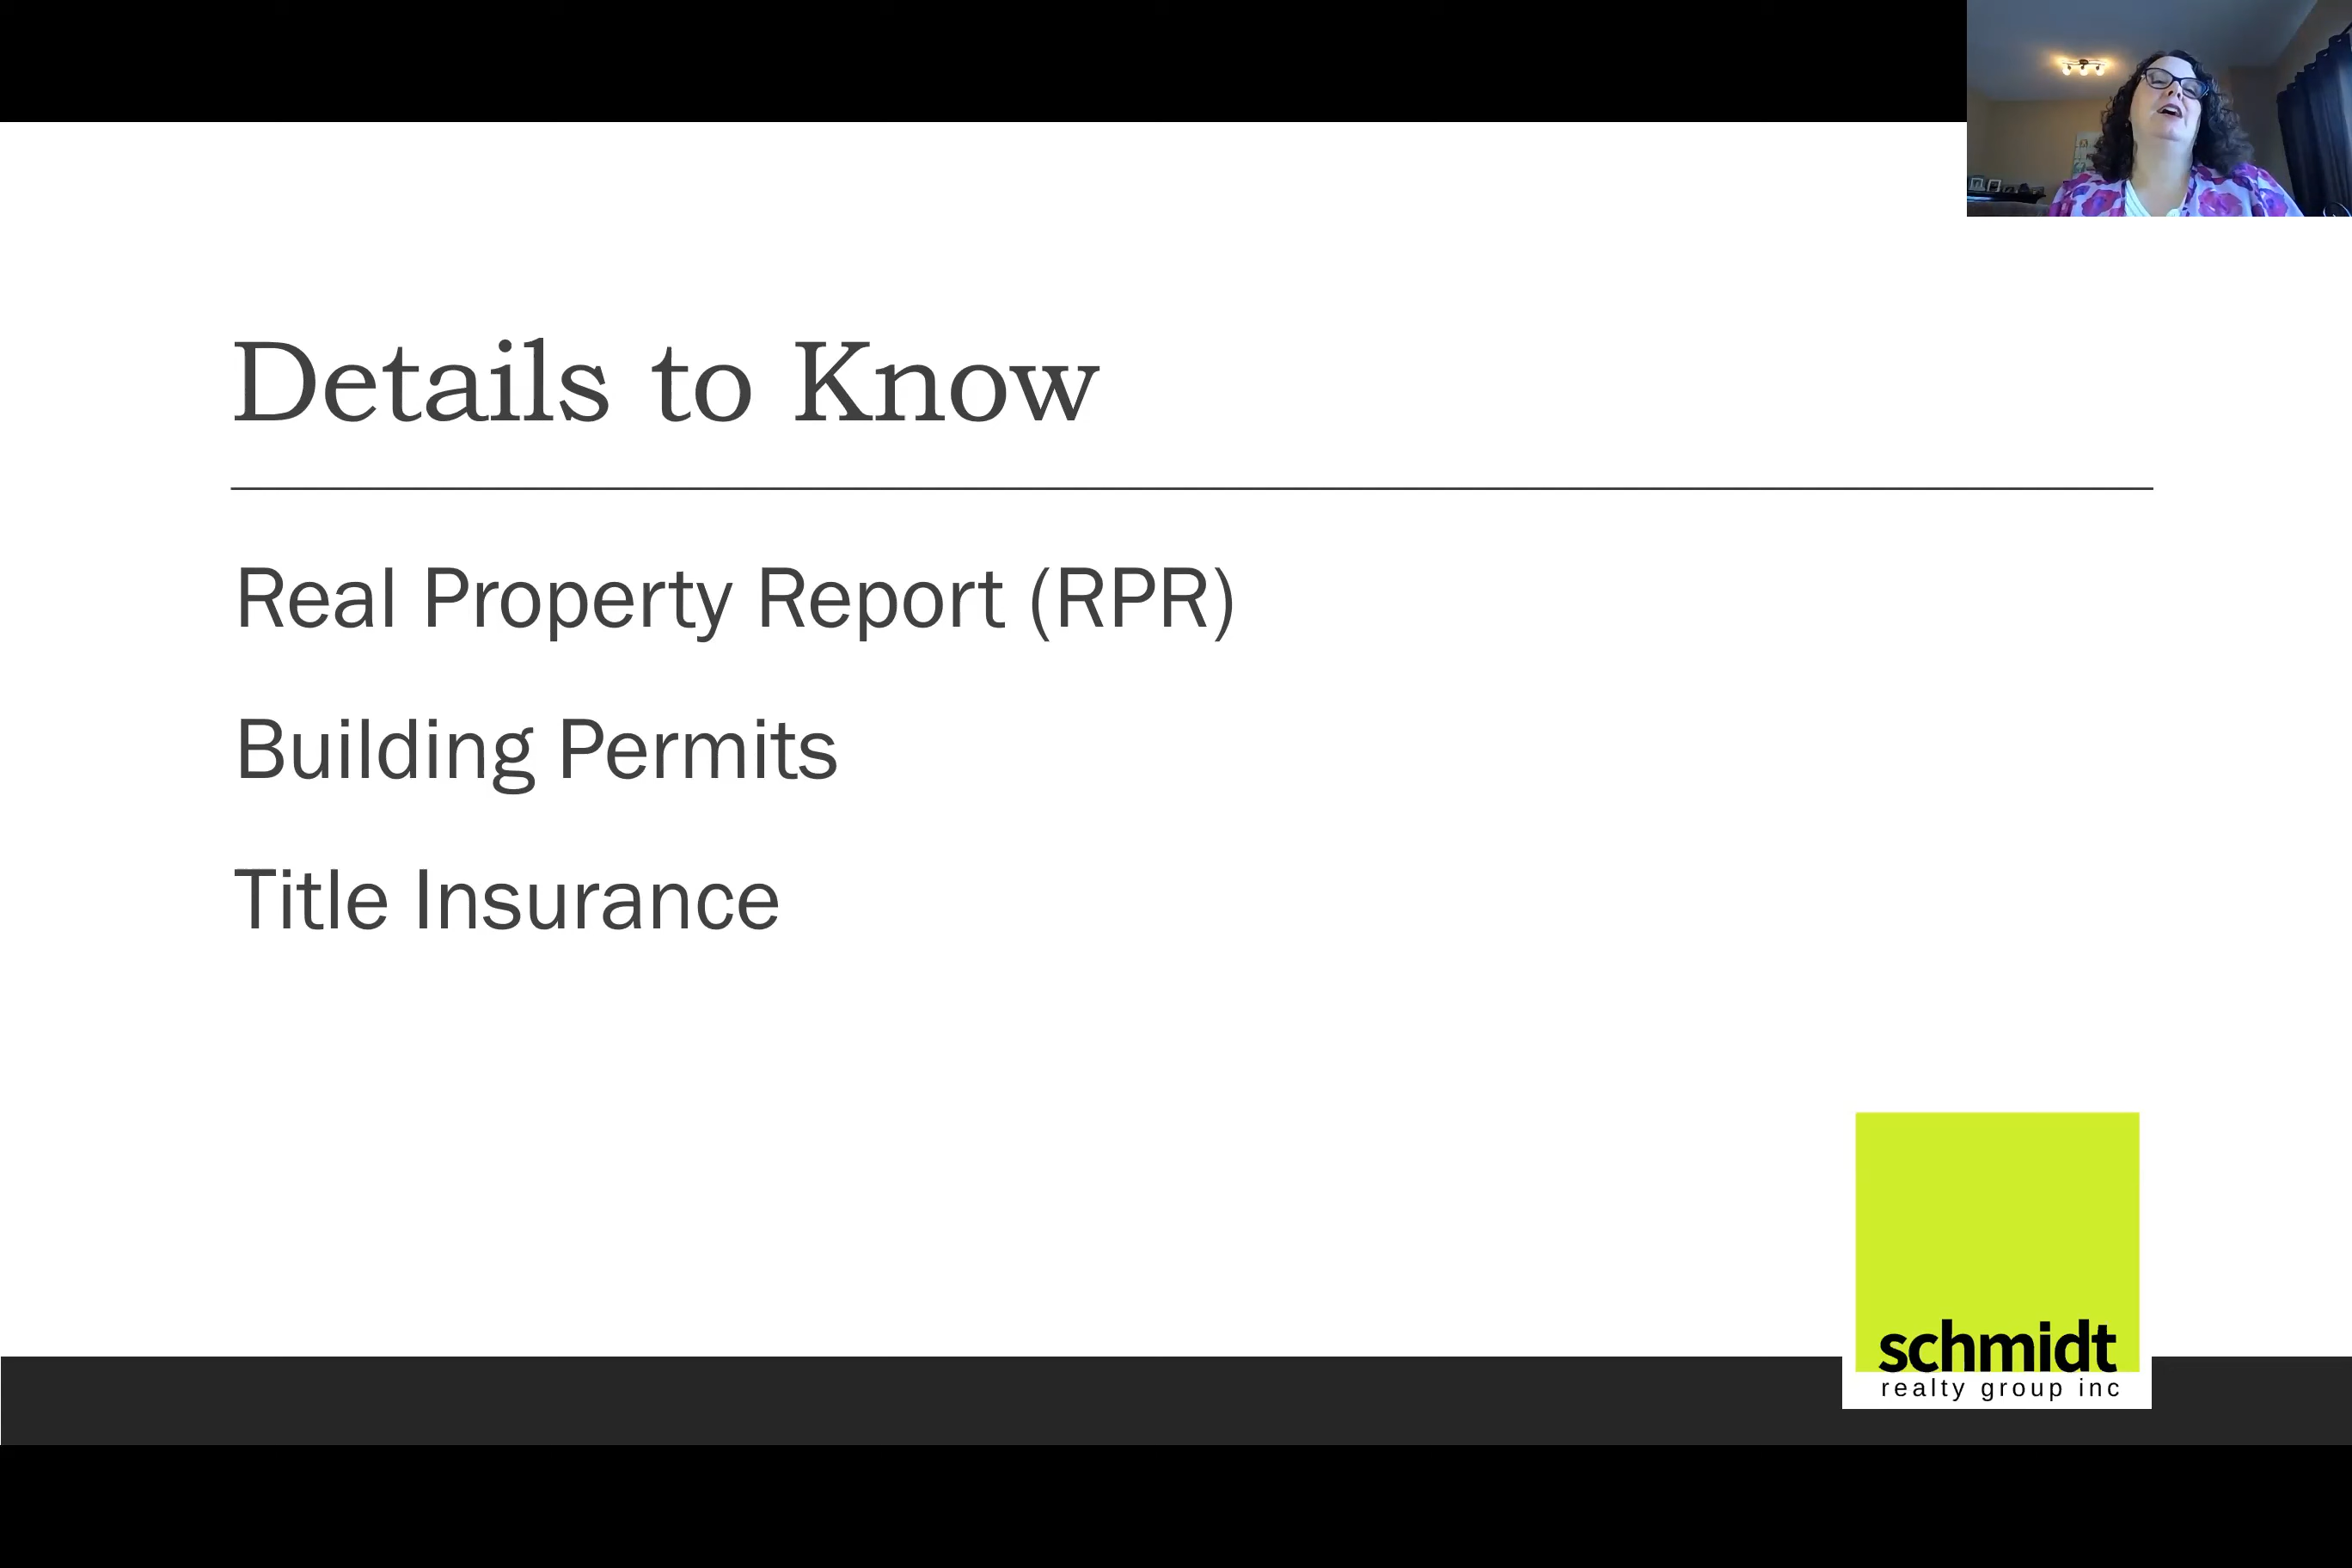 Details to Know
Real Property Report (RPR)
Building Permits
Title Insurance
schmidt
realty group inc